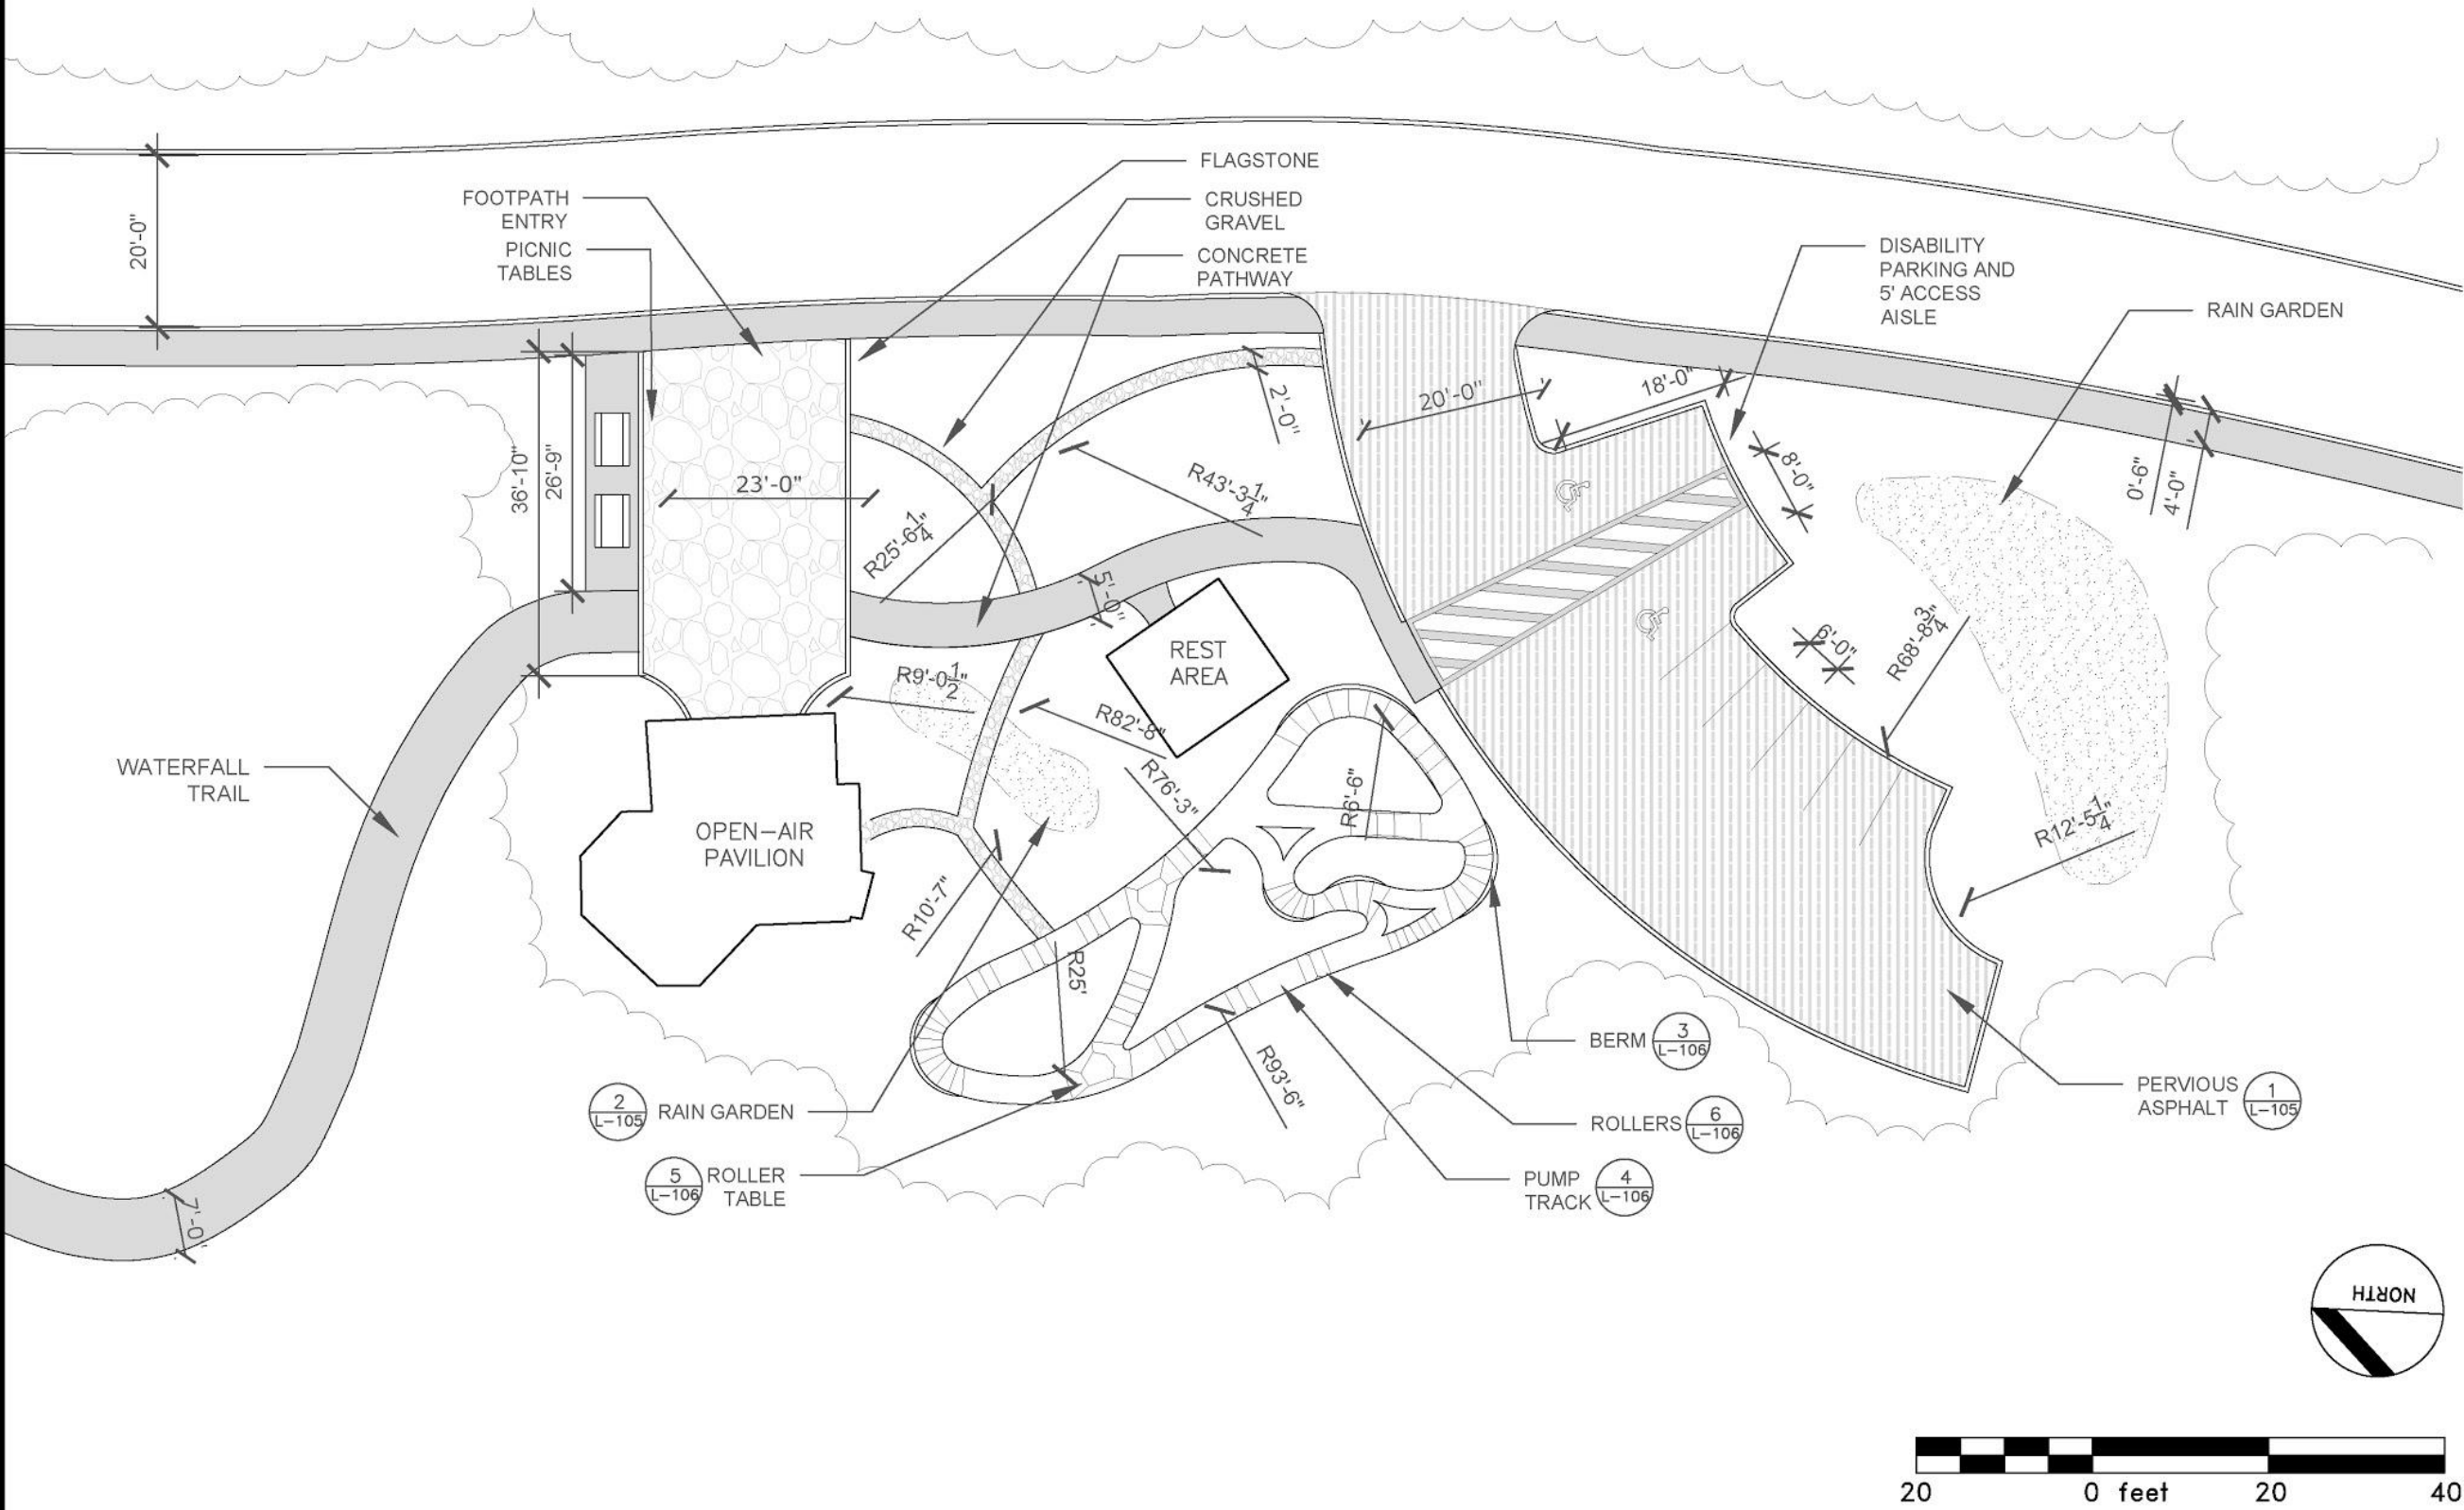 FLAGSTONE
FOOTPATH
ENTRY
CRUSHED
GRAVEL
PICNIC
TABLES
CONCRETE
PATHWAY
DISABILITY
PARKING AND
5' ACCESS
AISLE
RAIN GARDEN
20'-0"
36'-10"
26'-9"
23'-0"
2'-0"
20'-0"
18'-0"
8'-0"
0'-6"
4'-0"
R43'-3 1/4"
R25'-6 1/4"
5'-0"
6'-0"
R68'-8 3/4"
REST
AREA
R9'-0 1/2"
R82'-8"
R76'-3"
R6'-6"
WATERFALL
TRAIL
OPEN-AIR
PAVILION
R12'-5 1/4"
R10'-7"
R25'
R93'-6"
BERM 3
L-106
2
L-105
RAIN GARDEN
ROLLERS 6
L-106
PERVIOUS
ASPHALT
1
L-105
5
L-106
ROLLER
TABLE
PUMP
TRACK
4
L-106
7'-0"
NORTH
20 0 feet 20 40